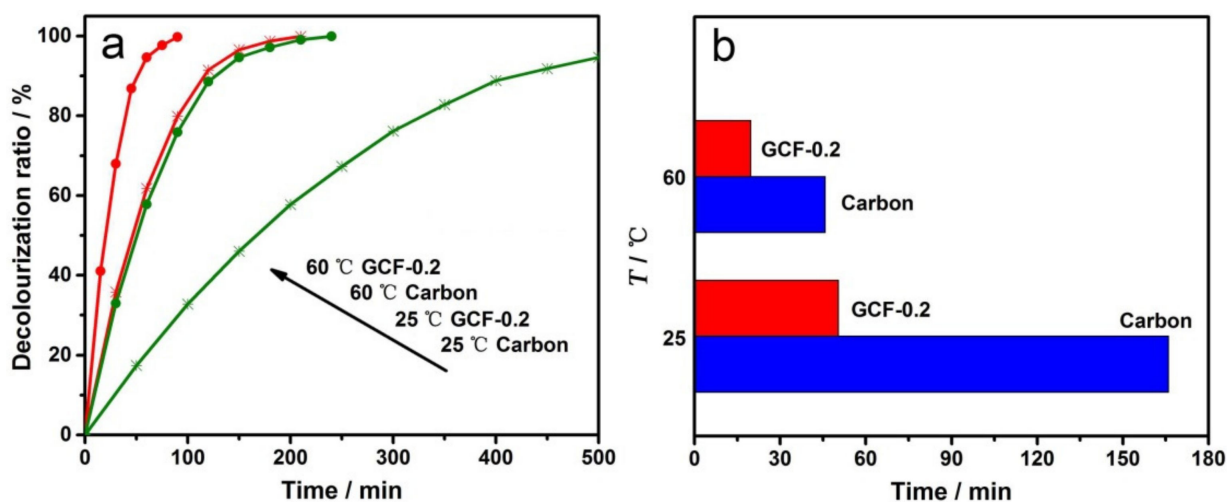 a
Decolourization ratio / %
100
80
60
40
20
0
60 ℃ GCF-0.2
60 ℃ Carbon
25 ℃ GCF-0.2
25 ℃ Carbon
0 100 200 300 400 500
Time / min
b
T / ℃
60
25
GCF-0.2
Carbon
GCF-0.2
Carbon
0 30 60 90 120 150 180
Time / min